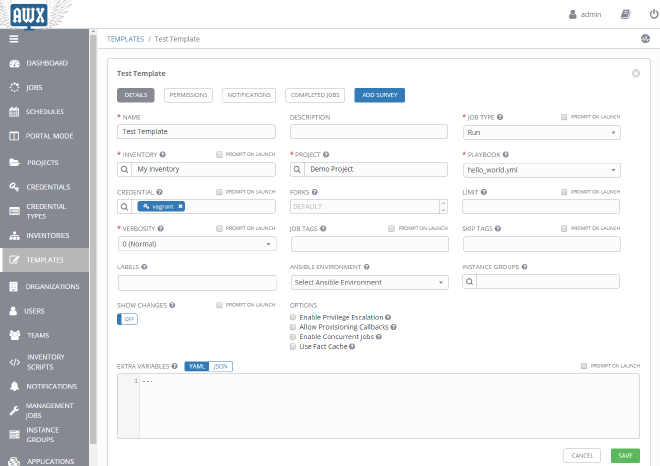 AWX
admin
TEMPLATES / Test Template
DASHBOARD
JOBS
SCHEDULES
PORTAL MODE
PROJECTS
CREDENTIALS
CREDENTIAL
TYPES
INVENTORIES
TEMPLATES
ORGANIZATIONS
USERS
TEAMS
INVENTORY
SCRIPTS
NOTIFICATIONS
MANAGEMENT
JOBS
INSTANCE
GROUPS
APPLICATIONS
Test Template
DETAILS PERMISSIONS NOTIFICATIONS COMPLETED JOBS ADD SURVEY
* NAME DESCRIPTION * JOB TYPE ? PROMPT ON LAUNCH
Test Template Run
* INVENTORY ? PROMPT ON LAUNCH * PROJECT ? * PLAYBOOK ?
My Inventory Demo Project hello_world.yml
CREDENTIAL ? PROMPT ON LAUNCH FORKS ? LIMIT ? PROMPT ON LAUNCH
vagrant × DEFAULT
* VERBOSITY ? PROMPT ON LAUNCH JOB TAGS ? PROMPT ON LAUNCH SKIP TAGS ? PROMPT ON LAUNCH
0 (Normal)
LABELS ? ANSIBLE ENVIRONMENT ? INSTANCE GROUPS ?
Select Ansible Environment
SHOW CHANGES ? PROMPT ON LAUNCH OPTIONS
OFF Enable Privilege Escalation ?
Allow Provisioning Callbacks ?
Enable Concurrent Jobs ?
Use Fact Cache ?
EXTRA VARIABLES ? YAML JSON PROMPT ON LAUNCH
1 ---
CANCEL SAVE